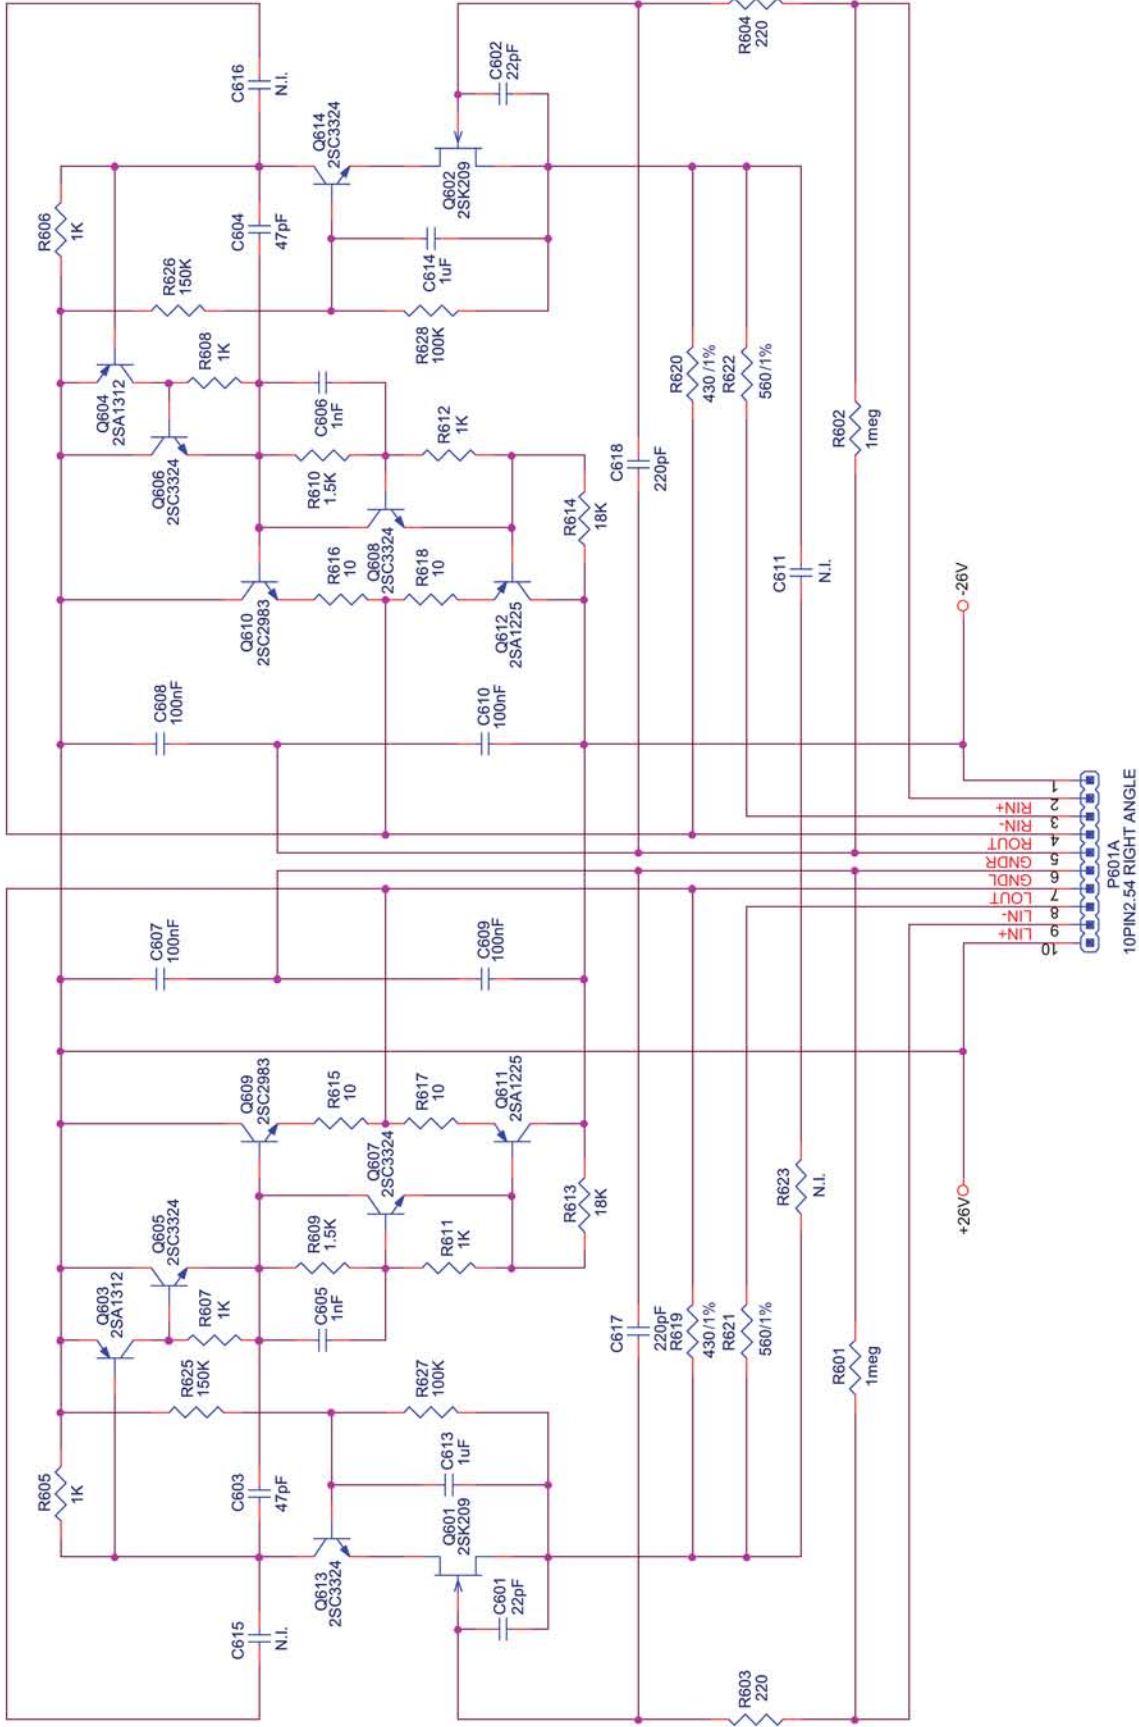 R604
220
C602
22pF
C616
N.I.
Q614
2SC3324
Q602
2SK209
R606
1K
C604
47pF
C614
1uF
R626
150K
R628
100K
R608
1K
Q604
2SA1312
R620
430 /1%
R622
560/1%
R602
1meg
C606
1nF
R612
1K
Q606
2SC3324
R610
1.5K
C618
220pF
Q608
2SC3324
R614
18K
R616
10
R618
10
C611
N.I.
-26V
Q610
2SC2983
Q612
2SA1225
C608
100nF
C610
100nF
1
2
3
4
5
6
7
8
9
10
RIN+
RIN-
ROUT
GNDR
GNDL
LOUT
LIN-
LIN+
P601A
10PIN2.54 RIGHT ANGLE
C607
100nF
C609
100nF
Q609
2SC2983
R615
10
R617
10
Q611
2SA1225
Q607
2SC3324
R613
18K
R623
N.I.
+26V
Q605
2SC3324
R609
1.5K
R611
1K
Q603
2SA1312
R607
1K
C605
1nF
C617
220pF
R619
430/1%
R621
560/1%
R601
1meg
R625
150K
R627
100K
R605
1K
C603
47pF
C613
1uF
Q601
2SK209
Q613
2SC3324
C601
22pF
C615
N.I.
R603
220